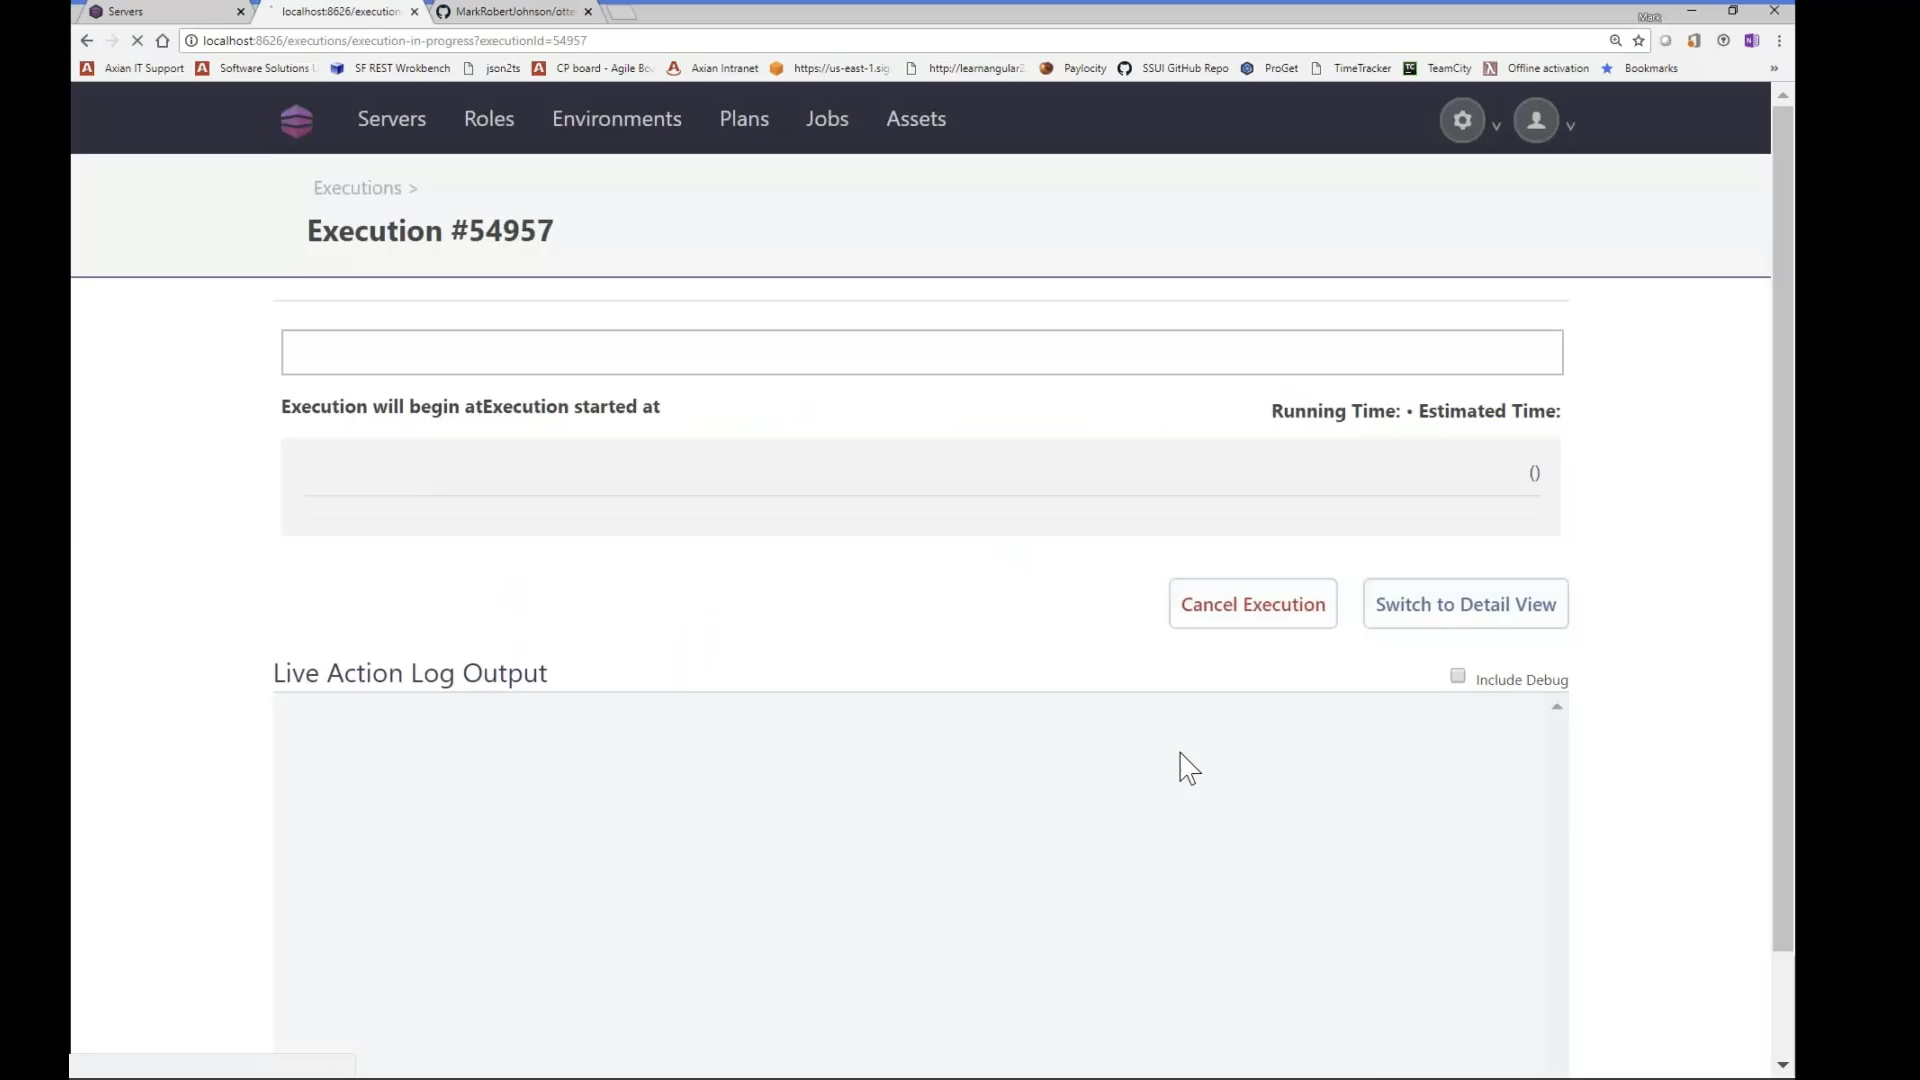 Servers
localhost:8626/execution
MarkRobertJohnson/otte
Mark
localhost:8626/executions/execution-in-progress?executionId=54957
Axian IT Support
Software Solutions U
SF REST Wrokbench
json2ts
CP board - Agile Bo
Axian Intranet
https://us-east-1.sig
http://learnangular2.
Paylocity
SSUI GitHub Repo
ProGet
TimeTracker
TeamCity
Offline activation
Bookmarks
Servers
Roles
Environments
Plans
Jobs
Assets
Executions >
Execution #54957
Execution will begin atExecution started at
Running Time: • Estimated Time:
()
Cancel Execution
Switch to Detail View
Live Action Log Output
Include Debug